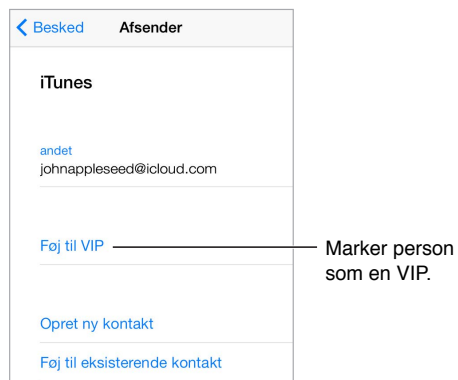 Besked Afsender
iTunes
andet
johnappleseed@icloud.com
Føj til VIP
Marker person
som en VIP.
Opret ny kontakt
Føj til eksisterende kontakt